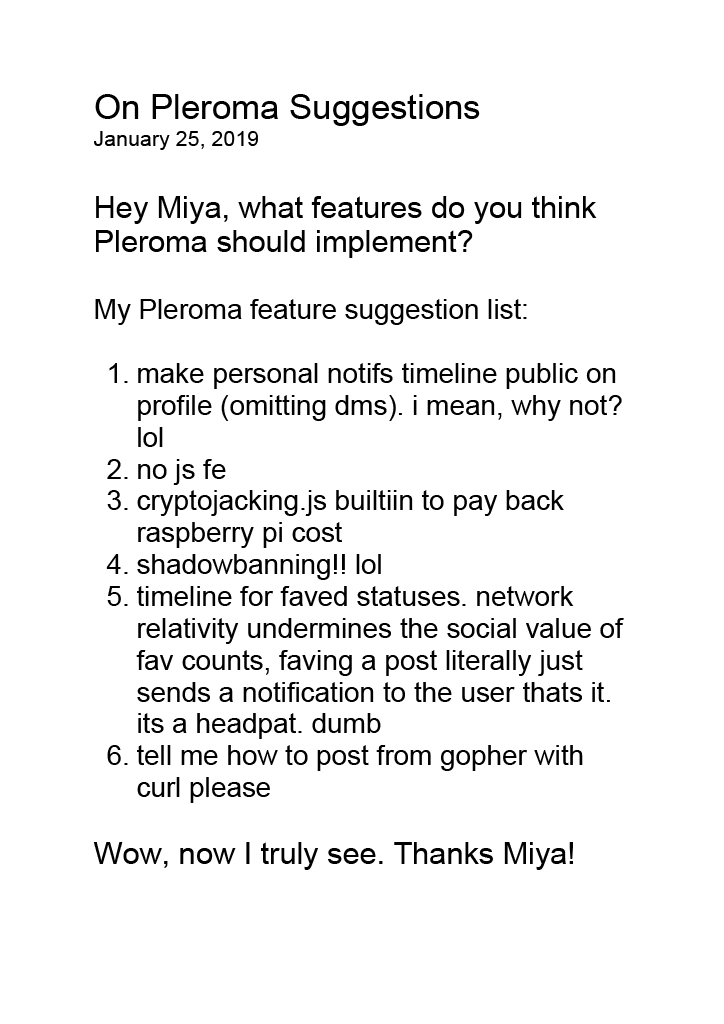 On Pleroma Suggestions
January 25, 2019
Hey Miya, what features do you think
Pleroma should implement?
My Pleroma feature suggestion list:
1. make personal notifs timeline public on
profile (omitting dms). i mean, why not?
lol
2. no js fe
3. cryptojacking.js builtiin to pay back
raspberry pi cost
4. shadowbanning!! lol
5. timeline for faved statuses. network
relativity undermines the social value of
fav counts, faving a post literally just
sends a notification to the user thats it.
its a headpat. dumb
6. tell me how to post from gopher with
curl please
Wow, now I truly see. Thanks Miya!